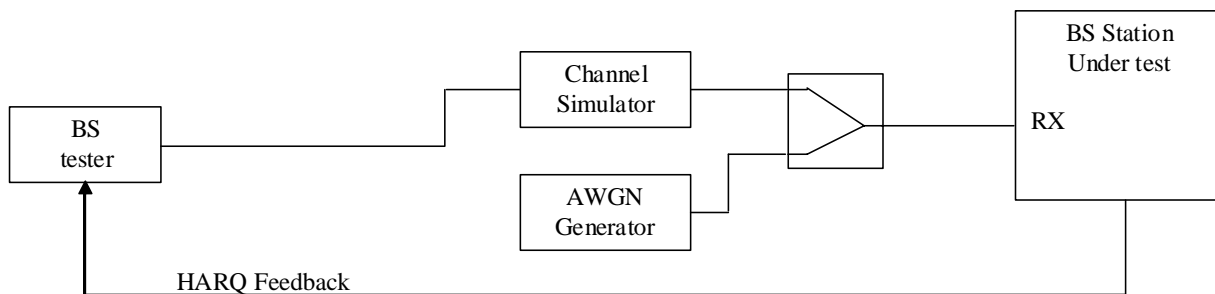 BS Station
Under test
Channel
Simulator
BS
tester
RX
AWGN
Generator
HARQ Feedback